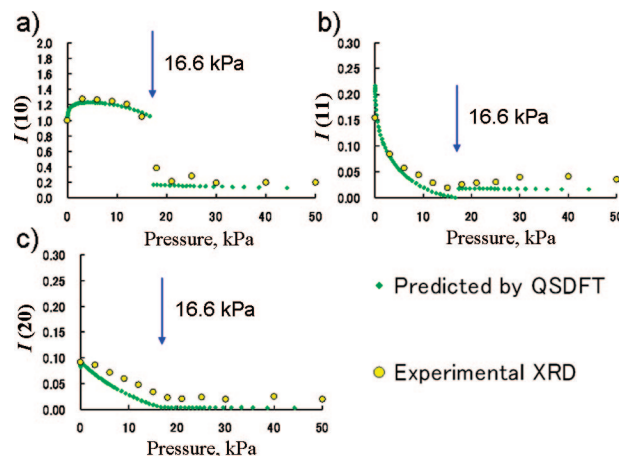 a)
2.0
1.8
1.6
1.4
1.2
1.0
0.8
0.6
0.4
0.2
0.0
I (10)
16.6 kPa
0 10 20 30 40 50
Pressure, kPa
b)
0.30
0.25
0.20
0.15
0.10
0.05
0.00
I (11)
16.6 kPa
0 10 20 30 40 50
Pressure, kPa
c)
0.30
0.25
0.20
0.15
0.10
0.05
0.00
I (20)
16.6 kPa
0 10 20 30 40 50
Pressure, kPa
Predicted by QSDFT
Experimental XRD